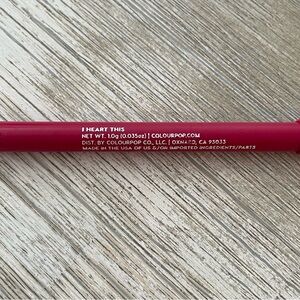 I HEART THIS
NET WT. 1.0g (0.035oz) | COLOURPOP.COM
DIST. BY COLOURPOP CO., LLC. | OXNARD, CA 93033
MADE IN THE USA OF US &/OR IMPORTED INGREDIENTS/PARTS